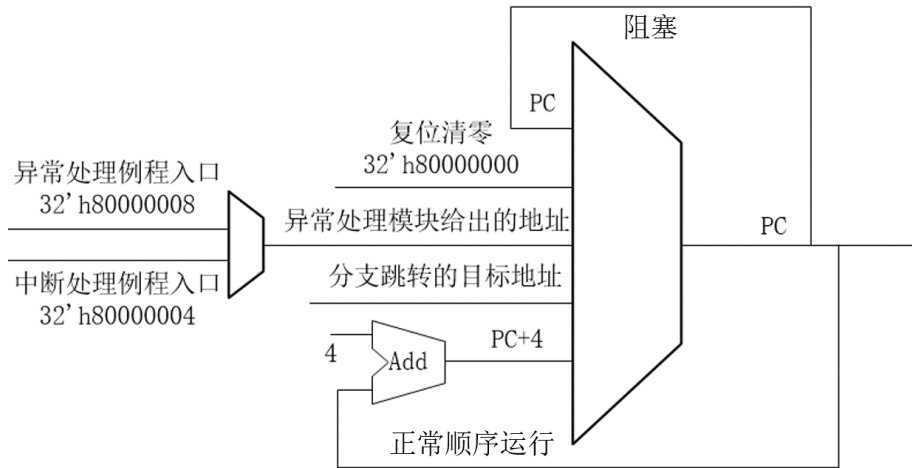 阻塞
PC
复位清零
32'h80000000
异常处理例程入口
32'h80000008
异常处理模块给出的地址
PC
中断处理例程入口
32'h80000004
分支跳转的目标地址
4
Add
PC+4
正常顺序运行